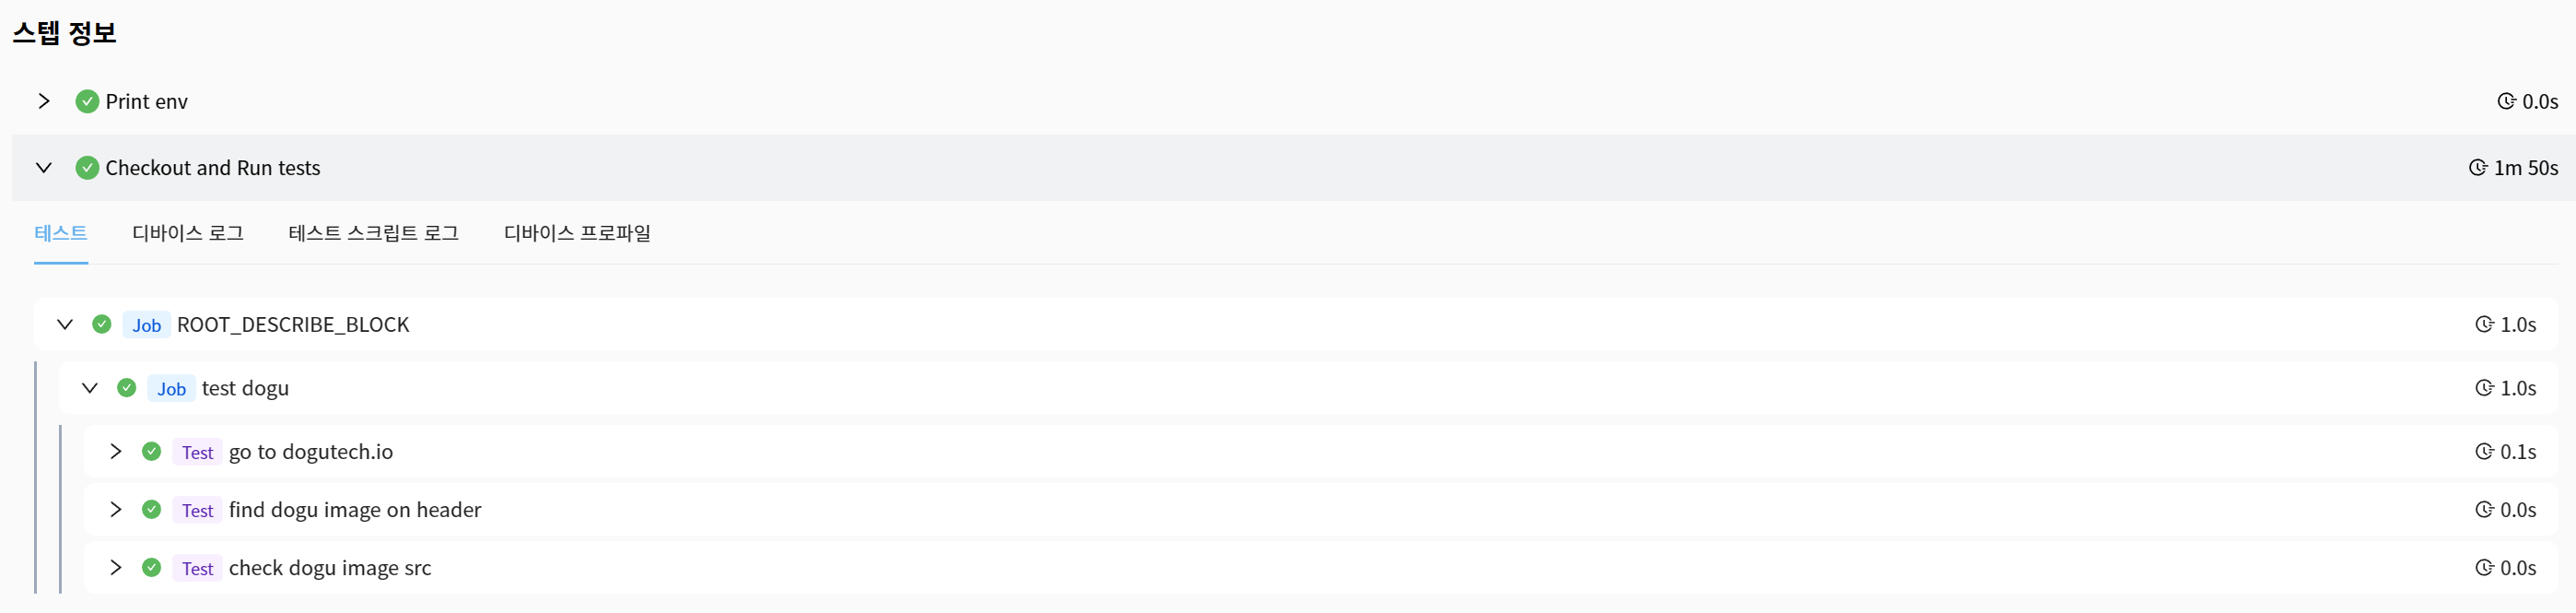 스텝 정보
Print env 0.0s
Checkout and Run tests 1m 50s
테스트 디바이스 로그 테스트 스크립트 로그 디바이스 프로파일
Job ROOT_DESCRIBE_BLOCK 1.0s
Job test dogu 1.0s
Test go to dogutech.io 0.1s
Test find dogu image on header 0.0s
Test check dogu image src 0.0s